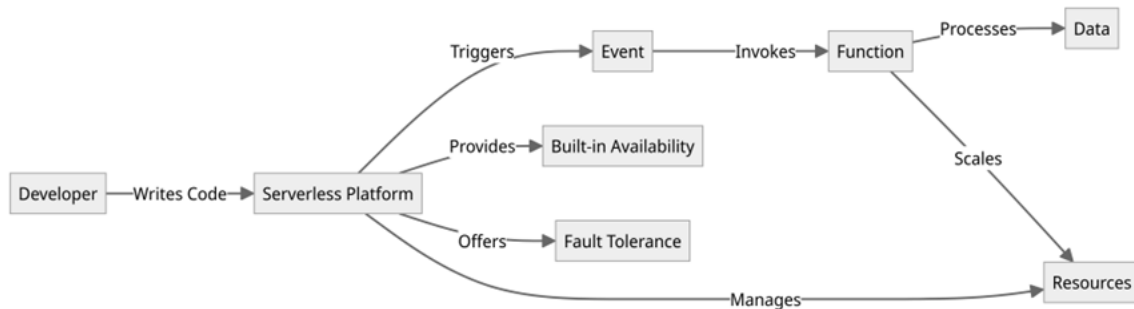 Processes
Data
Triggers
Event
Invokes
Function
Provides
Built-in Availability
Scales
Developer
Writes Code
Serverless Platform
Offers
Fault Tolerance
Resources
Manages